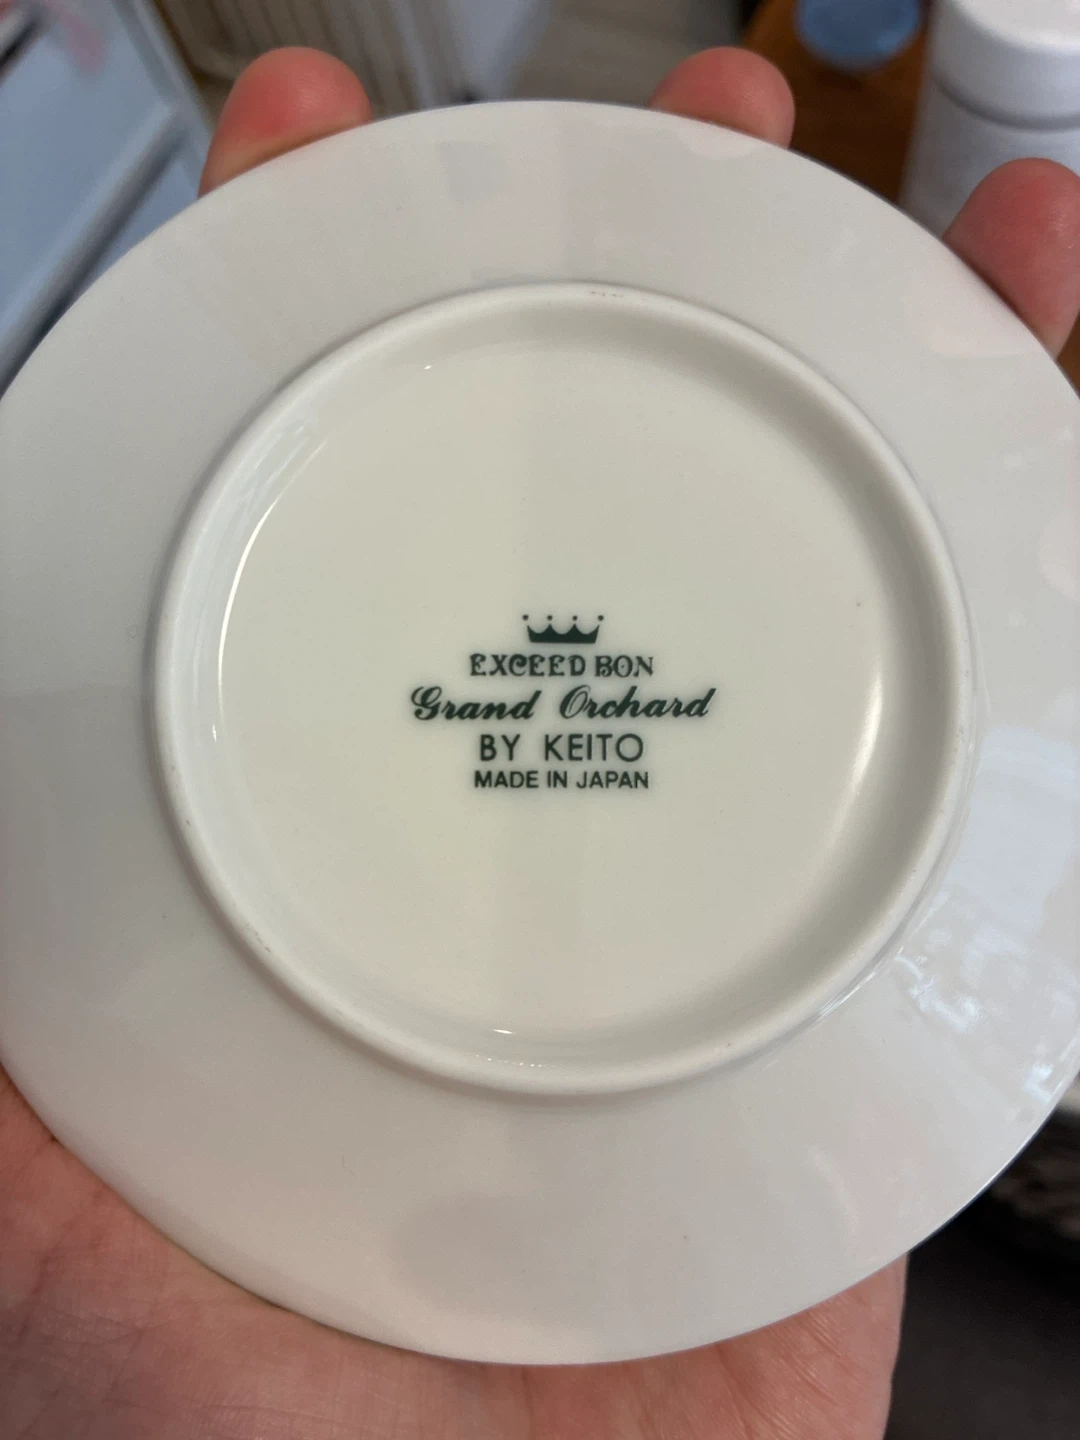 EXCEED BON
Grand Orchard
BY KEITO
MADE IN JAPAN